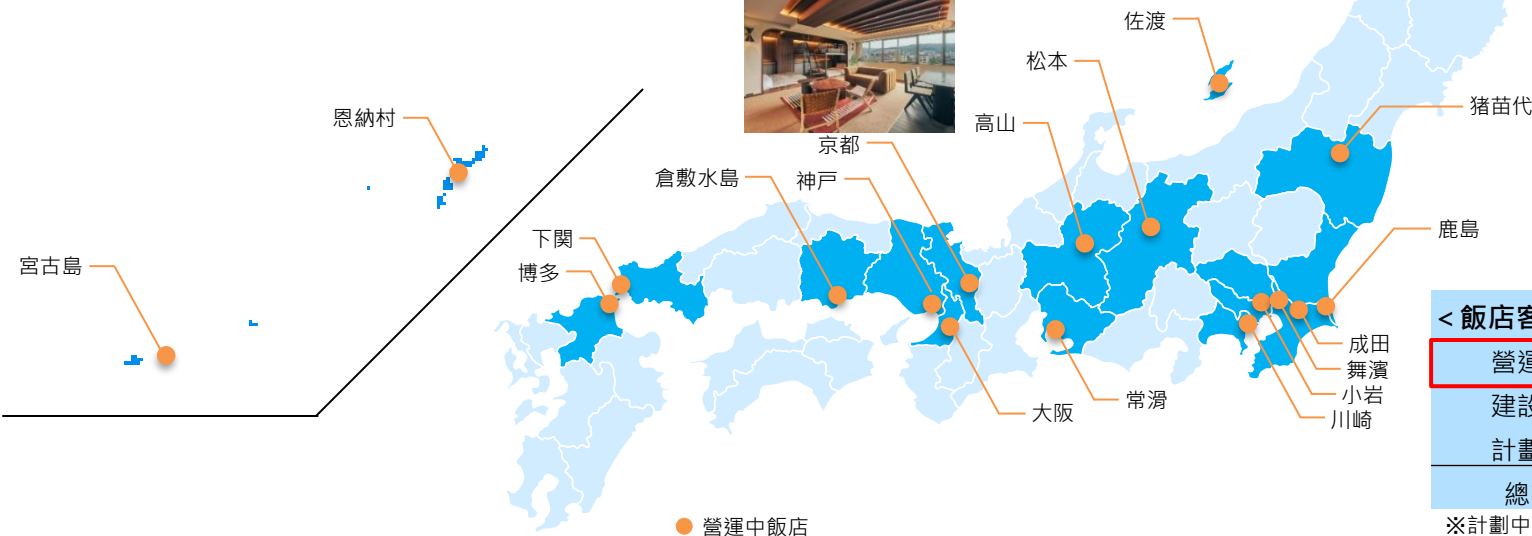 佐渡
松本
猪苗代
恩納村
高山
京都
倉敷水島
神戸
鹿島
下関
博多
宮古島
成田
舞濱
小岩
川崎
常滑
大阪
< 飯店客
營運
建設
計畫
總
※計劃中
營運中飯店